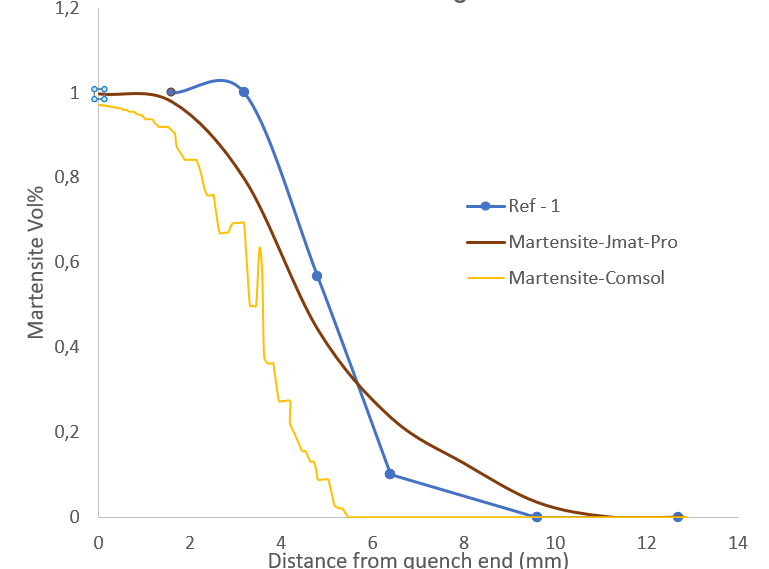 1,2
1
0,8
0,6
0,4
0,2
0
Martensite Vol%
Ref - 1
Martensite-Jmat-Pro
Martensite-Comsol
0 2 4 6 8 10 12 14
Distance from quench end (mm)